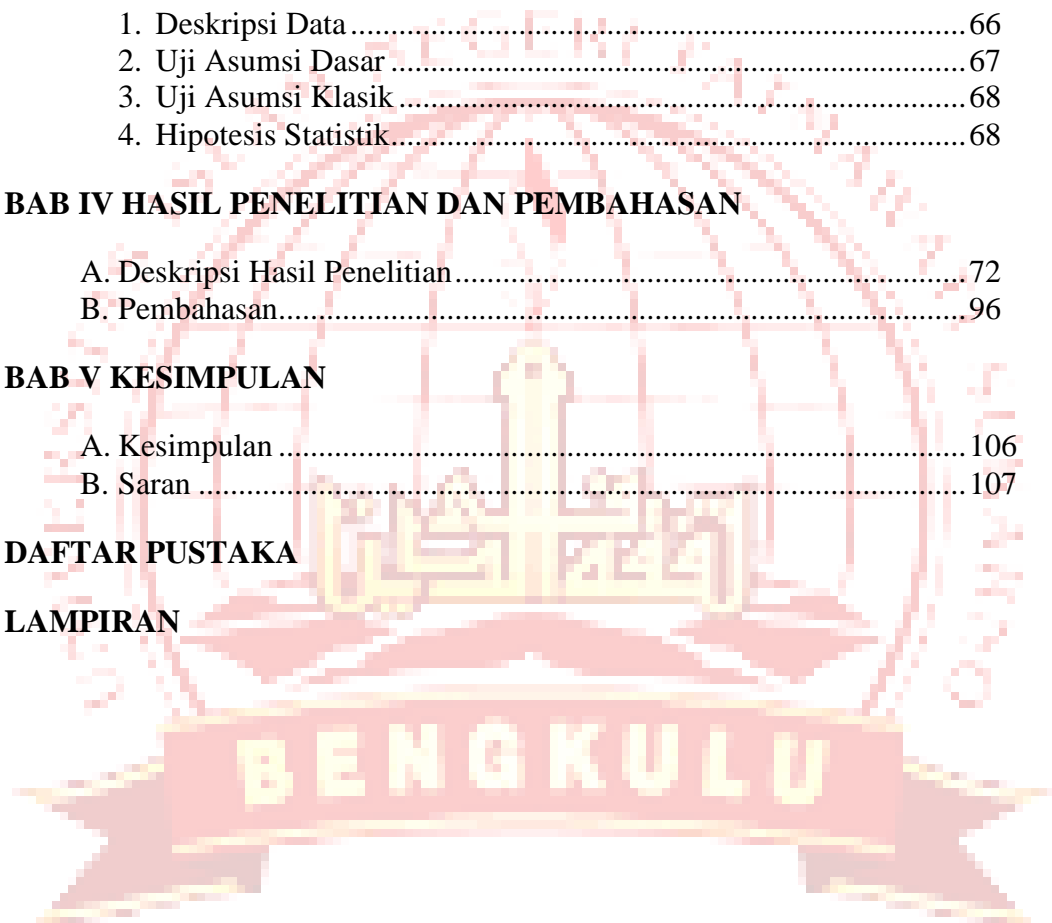 1. Deskripsi Data ........................................................................... 66
2. Uji Asumsi Dasar ...................................................................... 67
3. Uji Asumsi Klasik ..................................................................... 68
4. Hipotesis Statistik ...................................................................... 68
BAB IV HASIL PENELITIAN DAN PEMBAHASAN
A. Deskripsi Hasil Penelitian .............................................................. 72
B. Pembahasan .................................................................................... 96
BAB V KESIMPULAN
A. Kesimpulan .................................................................................... 106
B. Saran .............................................................................................. 107
DAFTAR PUSTAKA
LAMPIRAN
BENGKULU